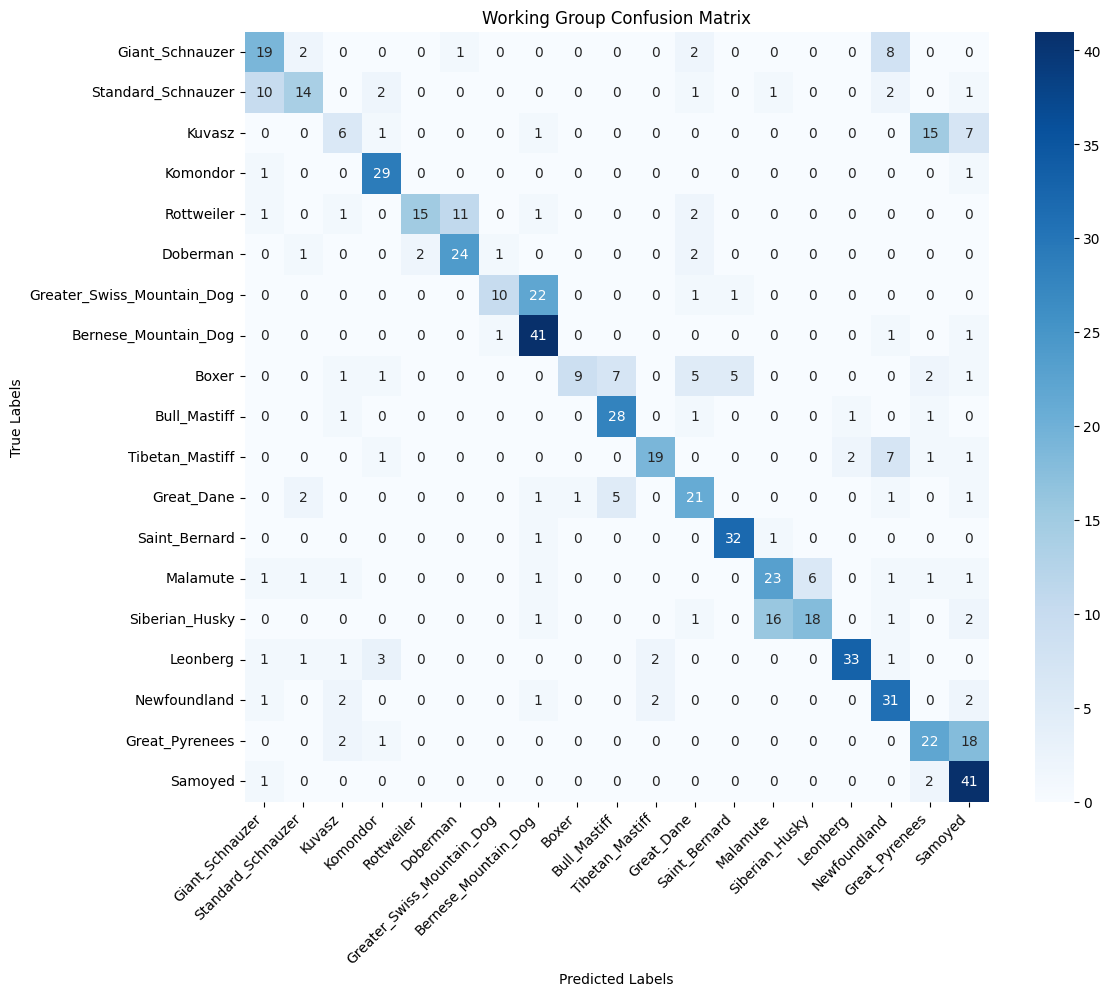 Working Group Confusion Matrix
Giant_Schnauzer 19 2 0 0 0 1 0 0 0 0 0 2 0 0 0 0 8 0 0
Standard_Schnauzer 10 14 0 2 0 0 0 0 0 0 0 1 0 1 0 0 2 0 1
Kuvasz 0 0 6 1 0 0 0 1 0 0 0 0 0 0 0 0 0 15 7
Komondor 1 0 0 29 0 0 0 0 0 0 0 0 0 0 0 0 0 0 1
Rottweiler 1 0 1 0 15 11 0 1 0 0 0 2 0 0 0 0 0 0 0
Doberman 0 1 0 0 2 24 1 0 0 0 0 2 0 0 0 0 0 0 0
Greater_Swiss_Mountain_Dog 0 0 0 0 0 0 10 22 0 0 0 1 1 0 0 0 0 0 0
Bernese_Mountain_Dog 0 0 0 0 0 0 1 41 0 0 0 0 0 0 0 0 1 0 1
Boxer 0 0 1 1 0 0 0 0 9 7 0 5 5 0 0 0 0 2 1
Bull_Mastiff 0 0 1 0 0 0 0 0 0 28 0 1 0 0 0 1 0 1 0
Tibetan_Mastiff 0 0 0 1 0 0 0 0 0 0 19 0 0 0 0 2 7 1 1
Great_Dane 0 2 0 0 0 0 0 1 1 5 0 21 0 0 0 0 1 0 1
Saint_Bernard 0 0 0 0 0 0 0 1 0 0 0 0 32 1 0 0 0 0 0
Malamute 1 1 1 0 0 0 0 1 0 0 0 0 0 23 6 0 1 1 1
Siberian_Husky 0 0 0 0 0 0 0 1 0 0 0 1 0 16 18 0 1 0 2
Leonberg 1 1 1 3 0 0 0 0 0 0 2 0 0 0 0 33 1 0 0
Newfoundland 1 0 2 0 0 0 0 1 0 0 2 0 0 0 0 0 31 0 2
Great_Pyrenees 0 0 2 1 0 0 0 0 0 0 0 0 0 0 0 0 0 22 18
Samoyed 1 0 0 0 0 0 0 0 0 0 0 0 0 0 0 0 0 2 41
True Labels
Giant_Schnauzer
Standard_Schnauzer
Kuvasz
Komondor
Rottweiler
Doberman
Greater_Swiss_Mountain_Dog
Bernese_Mountain_Dog
Boxer
Bull_Mastiff
Tibetan_Mastiff
Great_Dane
Saint_Bernard
Malamute
Siberian_Husky
Leonberg
Newfoundland
Great_Pyrenees
Samoyed
Predicted Labels
40
35
30
25
20
15
10
5
0